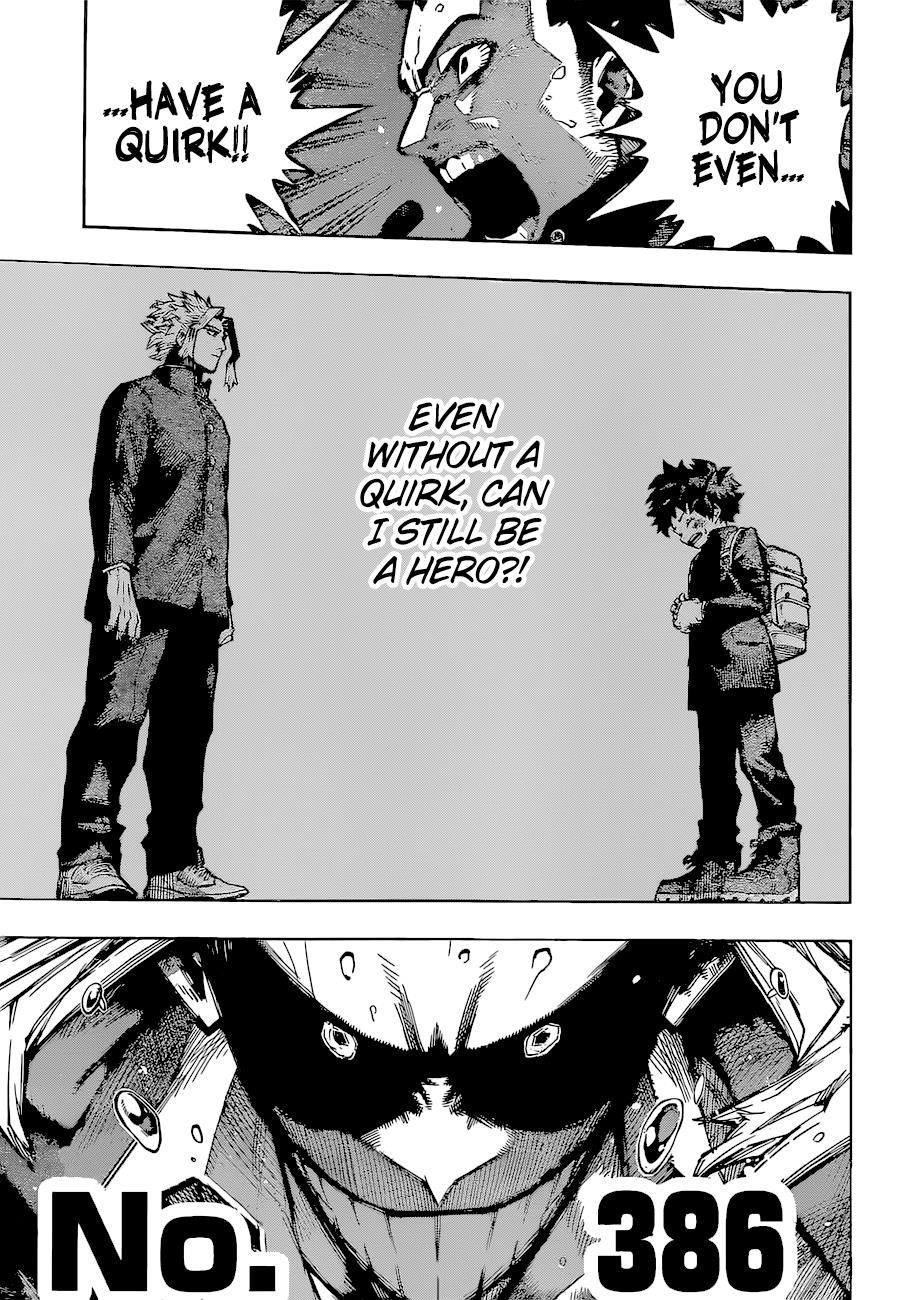 YOU
DON'T
EVEN...
...HAVE A
QUIRK!!
EVEN
WITHOUT A
QUIRK, CAN
I STILL BE
A HERO?!
No. 386